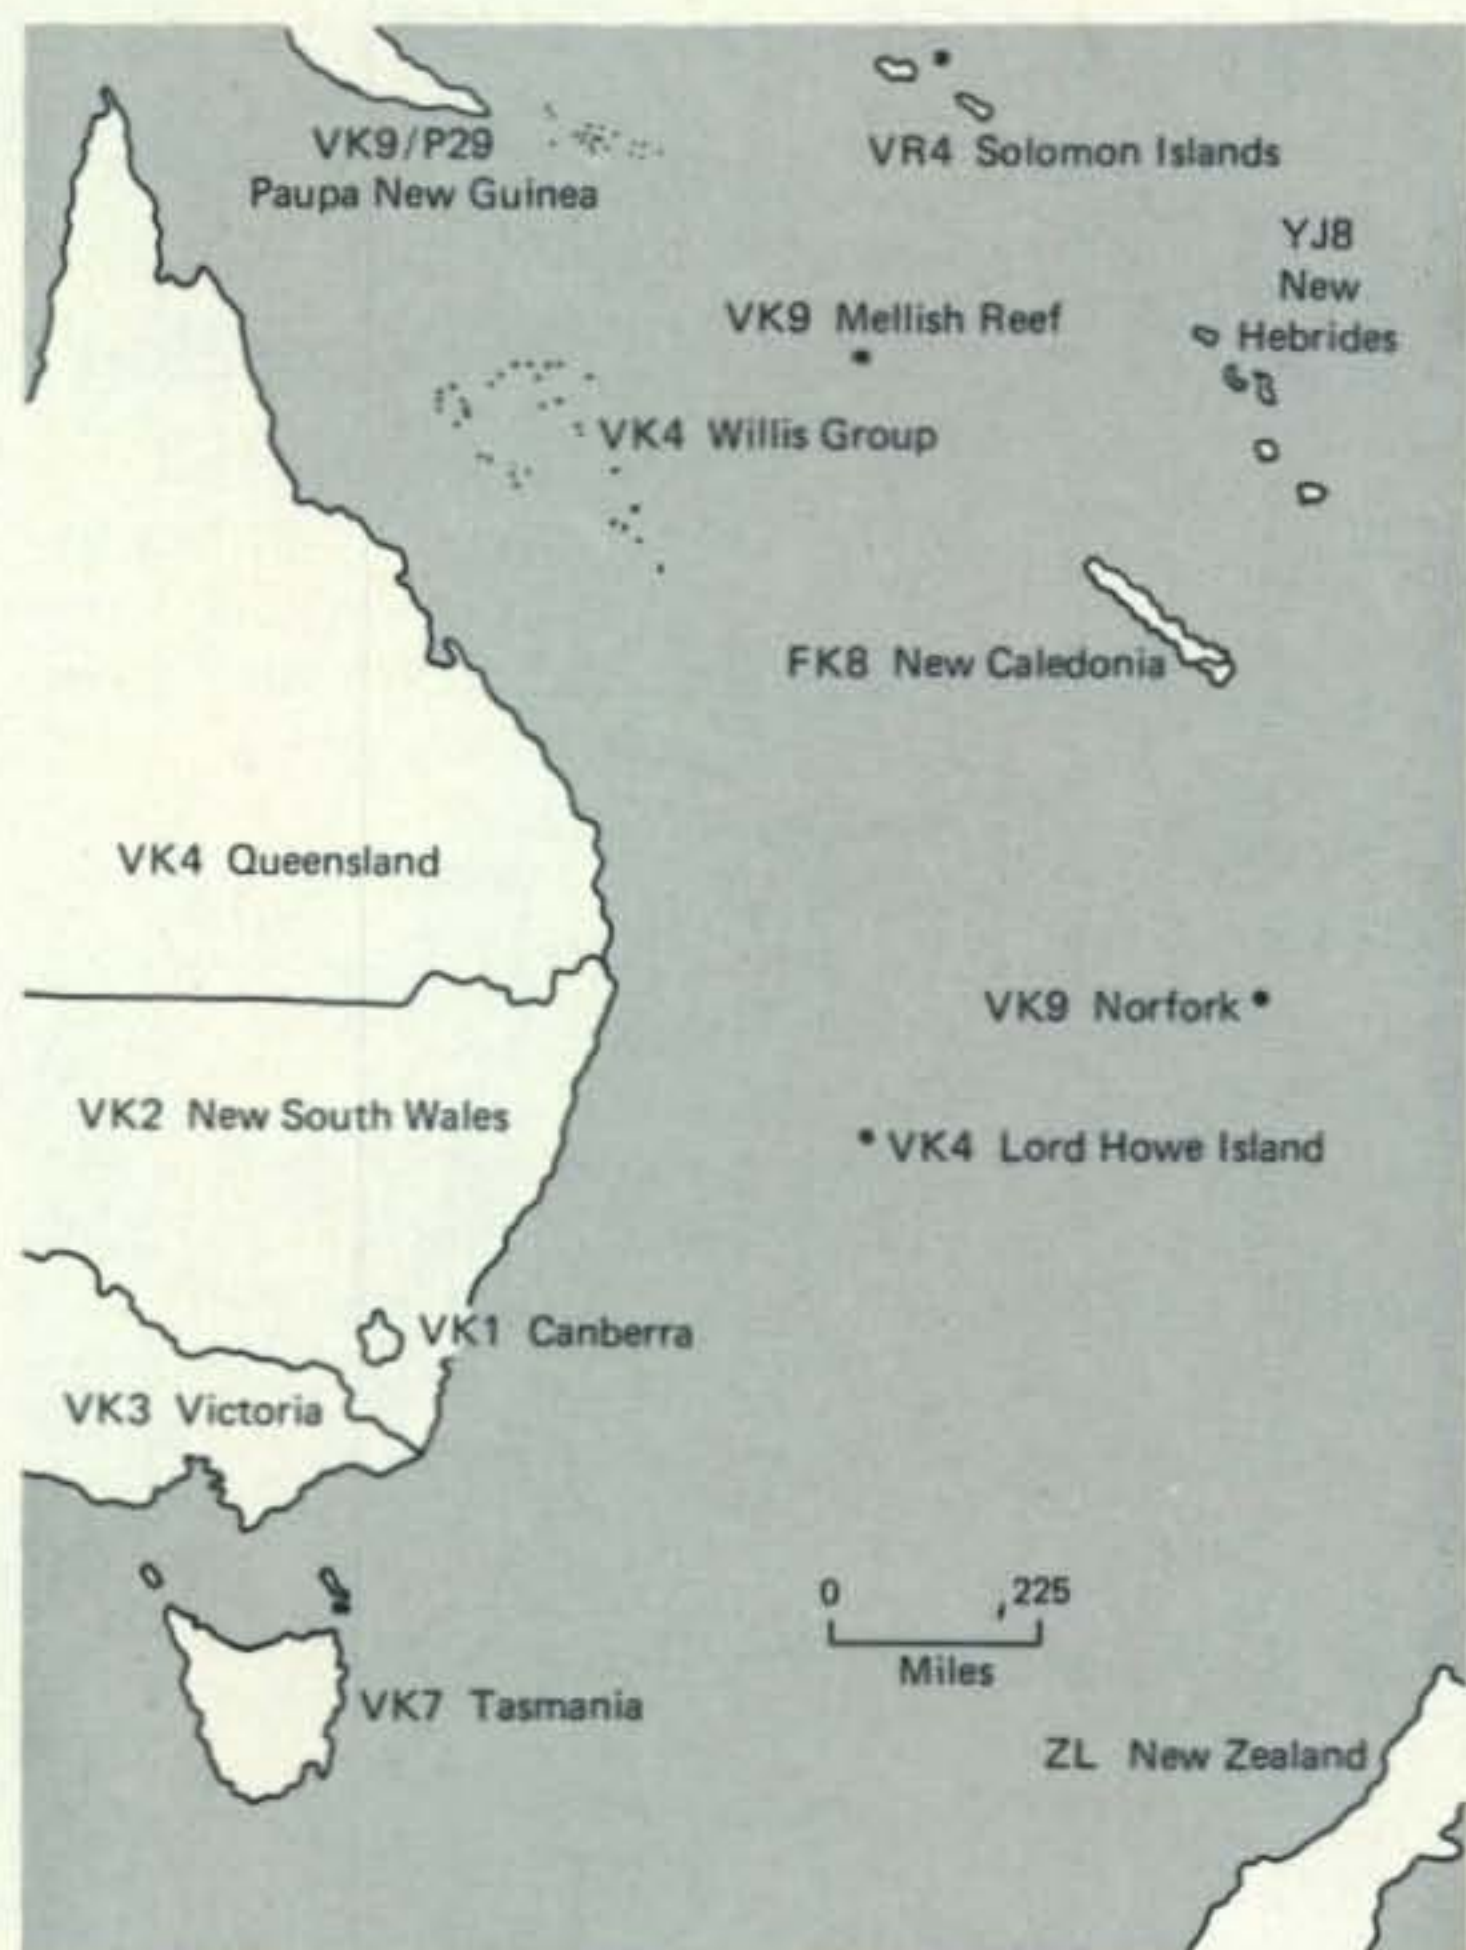 VK9/P29
Paupa New Guinea
VR4 Solomon Islands
YJ8
New
Hebrides
VK9 Mellish Reef
VK4 Willis Group
FK8 New Caledonia
VK4 Queensland
VK9 Norfork
VK2 New South Wales
VK4 Lord Howe Island
VK1 Canberra
VK3 Victoria
0 225
Miles
VK7 Tasmania
ZL New Zealand